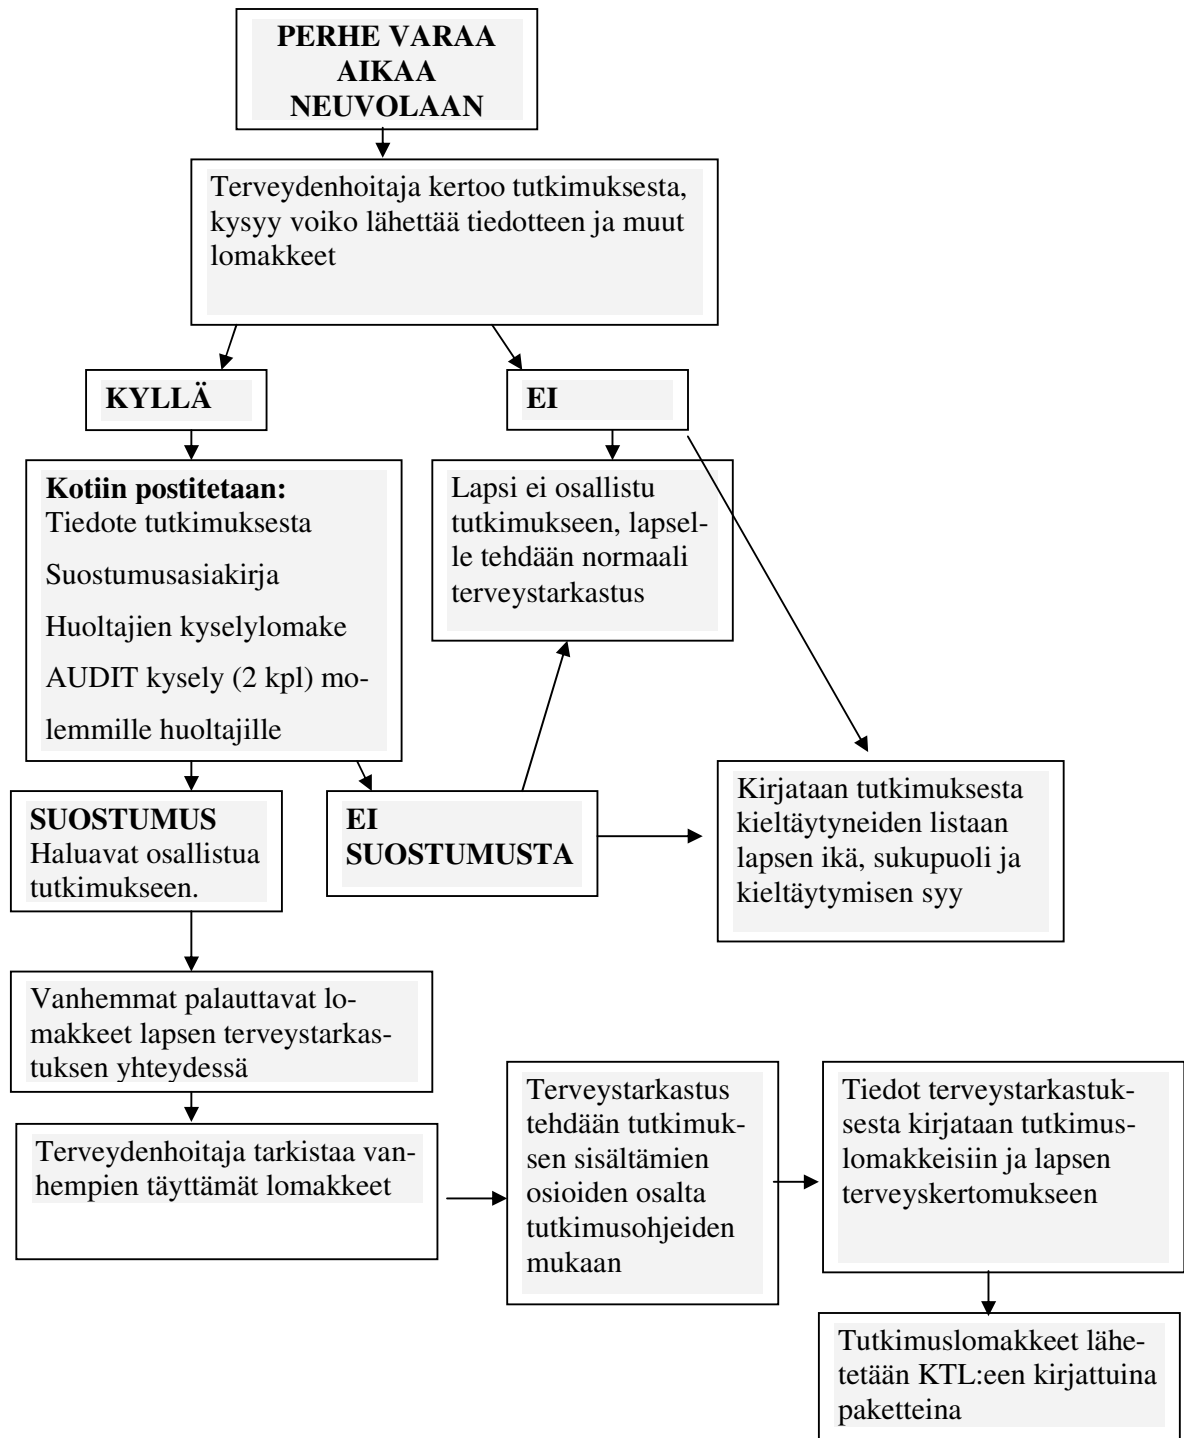 PERHE VARAA
AIKAA
NEUVOLAAN
Terveydenhoitaja kertoo tutkimuksesta,
kysyy voiko lähettää tiedotteen ja muut
lomakkeet
KYLLÄ
EI
Kotiin postitetaan:
Tiedote tutkimuksesta
Suostumusasiakirja
Huoltajien kyselylomake
AUDIT kysely (2 kpl) mo-
lemmille huoltajille
Lapsi ei osallistu
tutkimukseen, lapsel-
le tehdään normaali
terveystarkastus
SUOSTUMUS
Haluavat osallistua
tutkimukseen.
EI
SUOSTUMUSTA
Kirjataan tutkimuksesta
kieltäytyneiden listaan
lapsen ikä, sukupuoli ja
kieltäytymisen syy
Vanhemmat palauttavat lo-
makkeet lapsen terveystarkas-
tuksen yhteydessä
Terveydenhoitaja tarkistaa van-
hempien täyttämät lomakkeet
Terveystarkastus
tehdään tutkimuk-
sen sisältämien
osioiden osalta
tutkimusohjeiden
mukaan
Tiedot terveystarkastuk-
sesta kirjataan tutkimus-
lomakkeisiin ja lapsen
terveyskertomukseen
Tutkimuslomakkeet lähe-
tetään KTL:een kirjattuina
paketteina